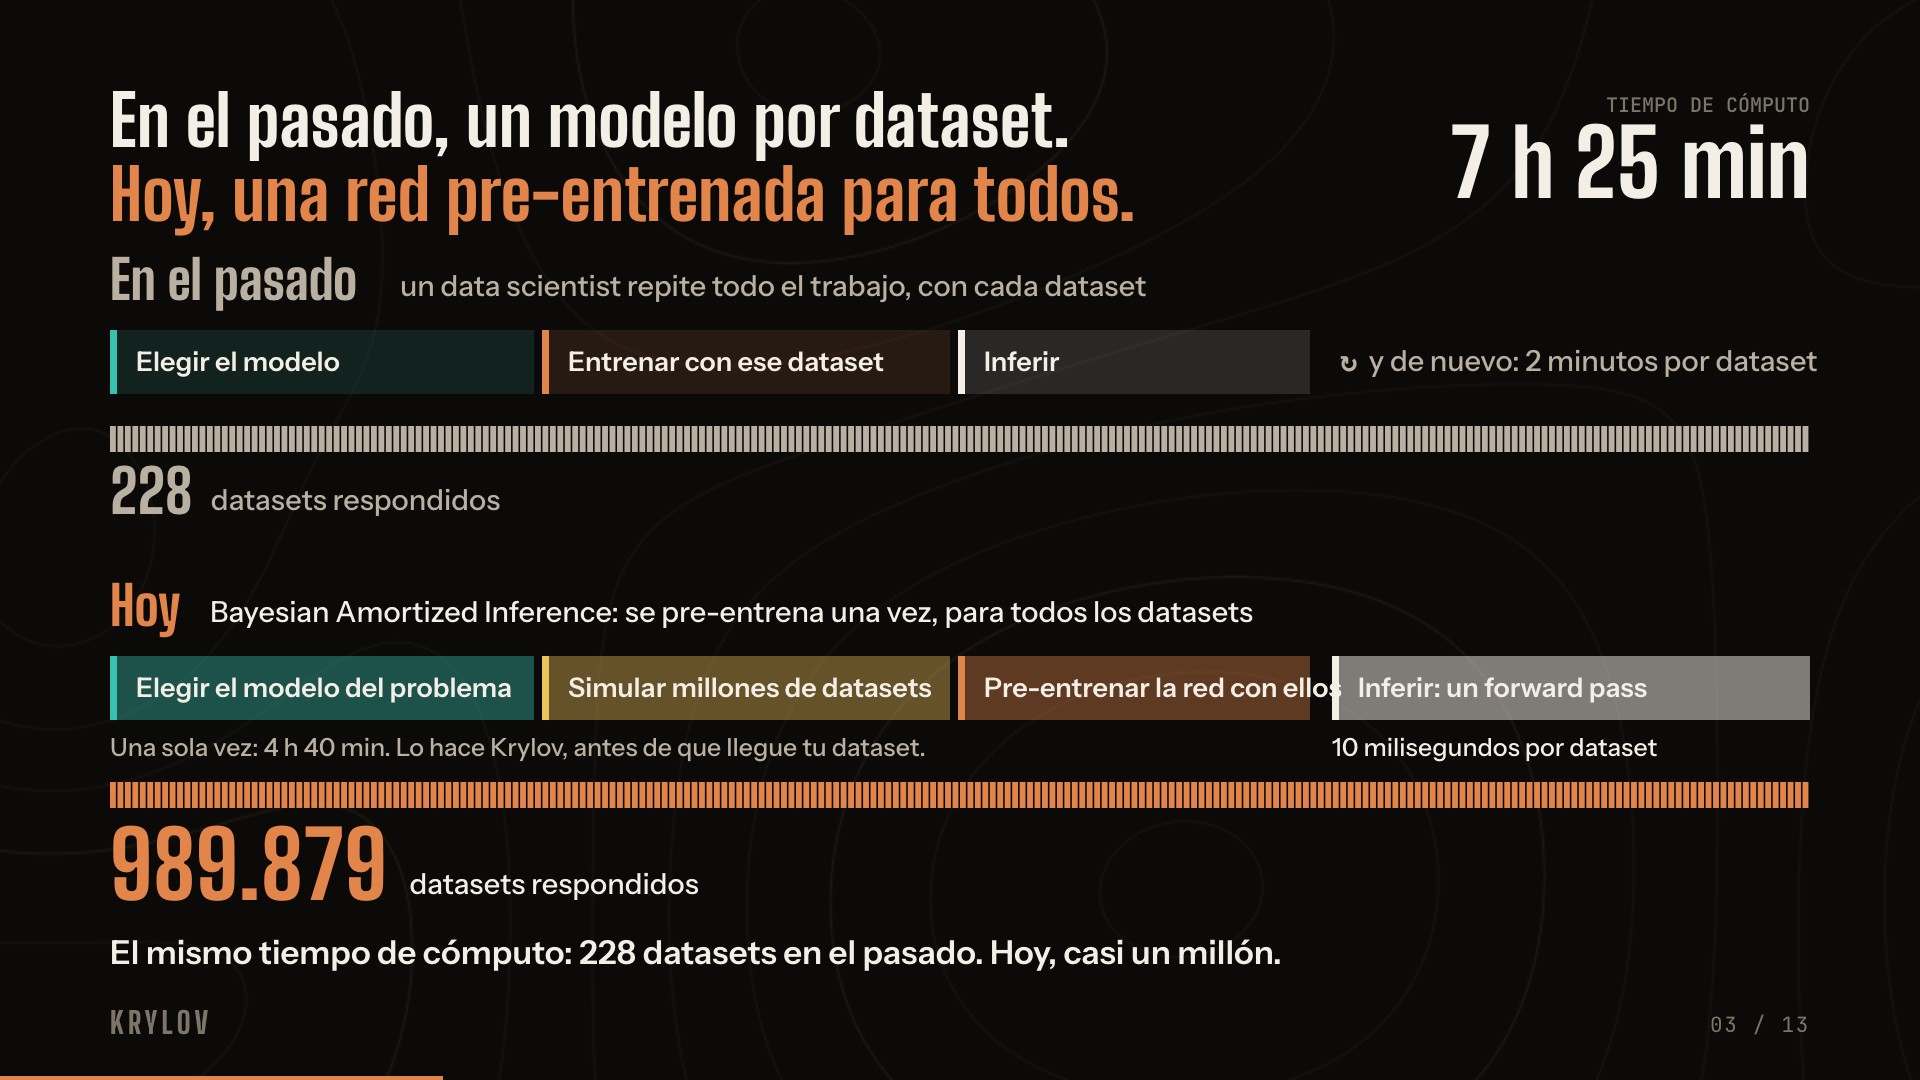 En el pasado, un modelo por dataset.
Hoy, una red pre-entrenada para todos.
TIEMPO DE CÓMPUTO
7 h 25 min
En el pasado un data scientist repite todo el trabajo, con cada dataset
Elegir el modelo
Entrenar con ese dataset
Inferir
↻ y de nuevo: 2 minutos por dataset
228 datasets respondidos
Hoy Bayesian Amortized Inference: se pre-entrena una vez, para todos los datasets
Elegir el modelo del problema
Simular millones de datasets
Pre-entrenar la red con ellos
Inferir: un forward pass
Una sola vez: 4 h 40 min. Lo hace Krylov, antes de que llegue tu dataset.
10 milisegundos por dataset
989.879 datasets respondidos
El mismo tiempo de cómputo: 228 datasets en el pasado. Hoy, casi un millón.
KRYLOV
03 / 13